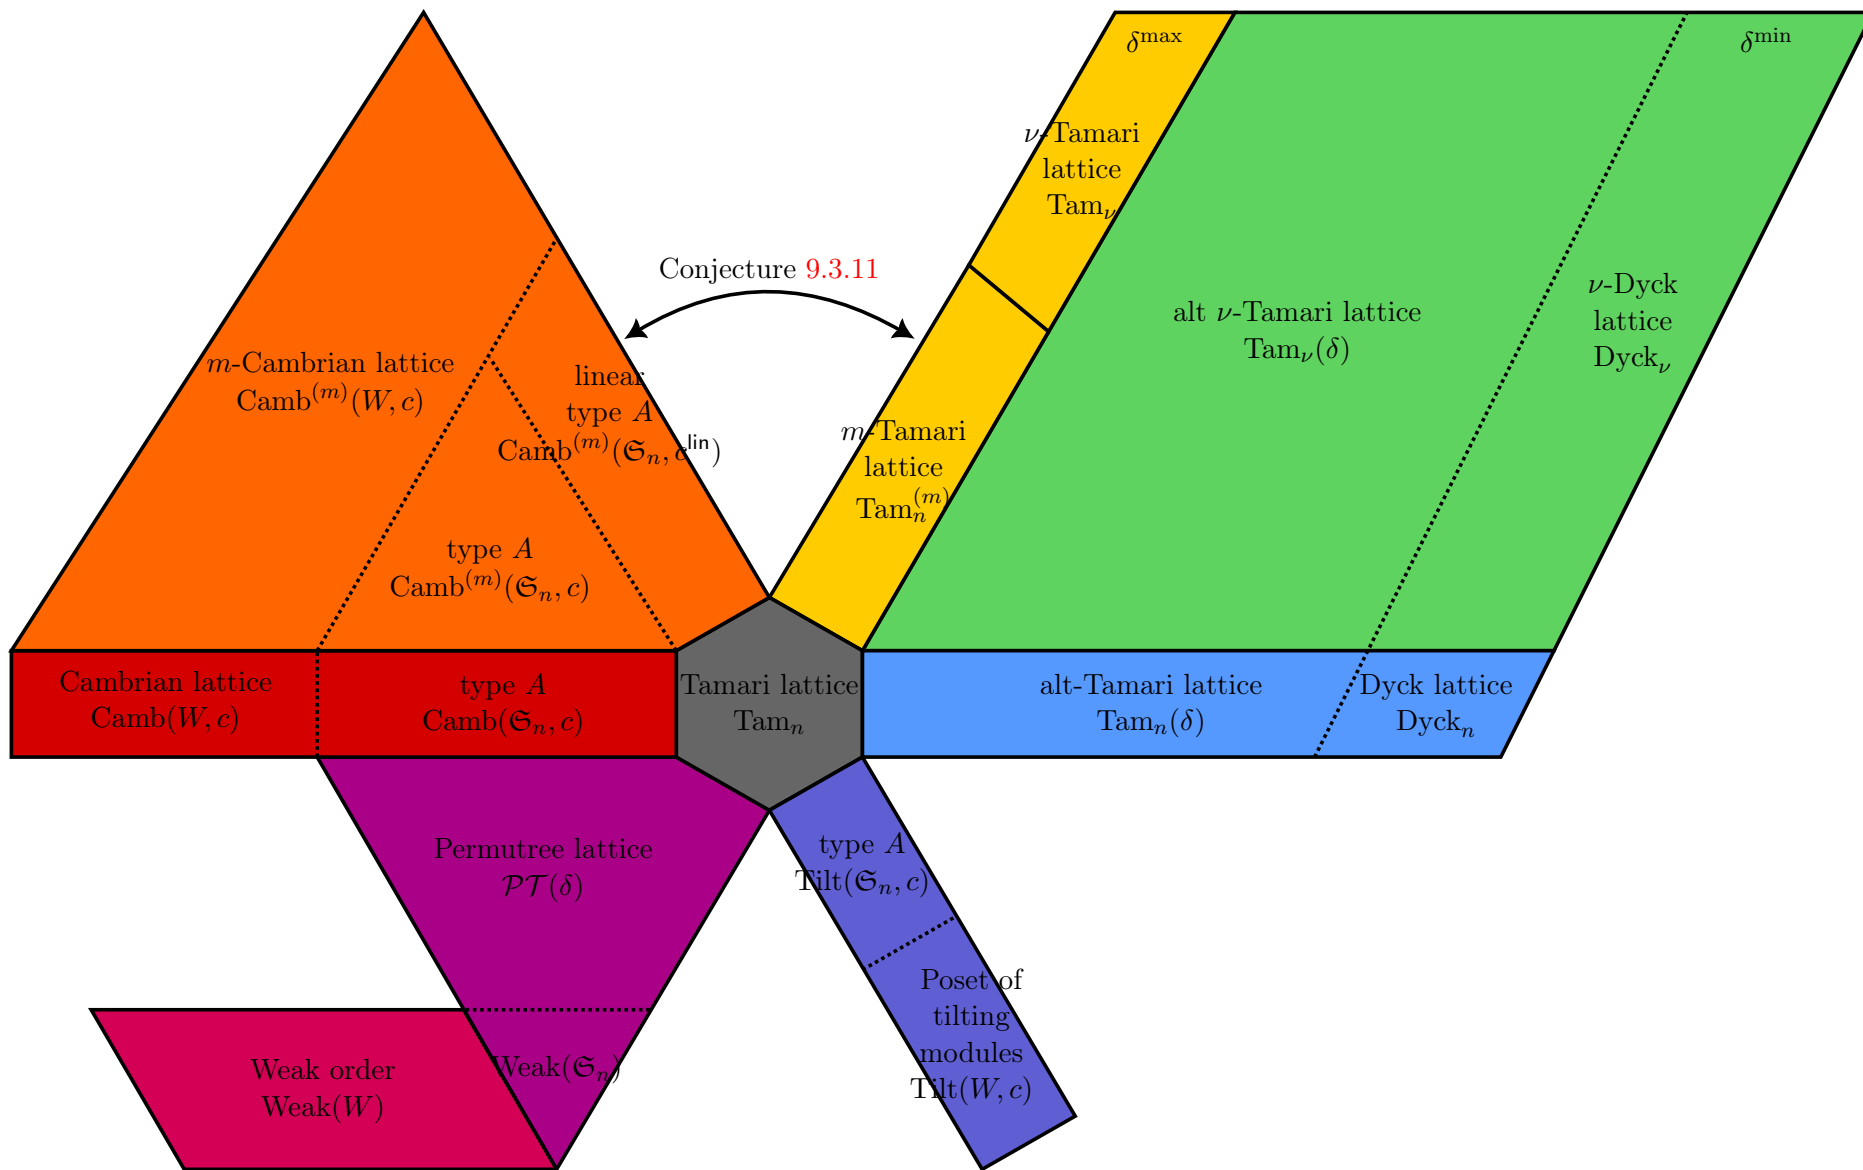 δ^max
δ^min
ν-Tamari
lattice
Tam_ν
Conjecture 9.3.11
ν-Dyck
lattice
Dyck_ν
alt ν-Tamari lattice
Tam_ν(δ)
m-Cambrian lattice
Camb^(m)(W, c)
linear
type A
Camb^(m)(𝔖_n, c^lin)
m-Tamari
lattice
Tam_n^(m)
type A
Camb^(m)(𝔖_n, c)
Cambrian lattice
Camb(W, c)
type A
Camb(𝔖_n, c)
Tamari lattice
Tam_n
alt-Tamari lattice
Tam_n(δ)
Dyck lattice
Dyck_n
Permutree lattice
𝒫𝒯(δ)
type A
Tilt(𝔖_n, c)
Poset of
tilting
modules
Tilt(W, c)
Weak order
Weak(W)
Weak(𝔖_n)